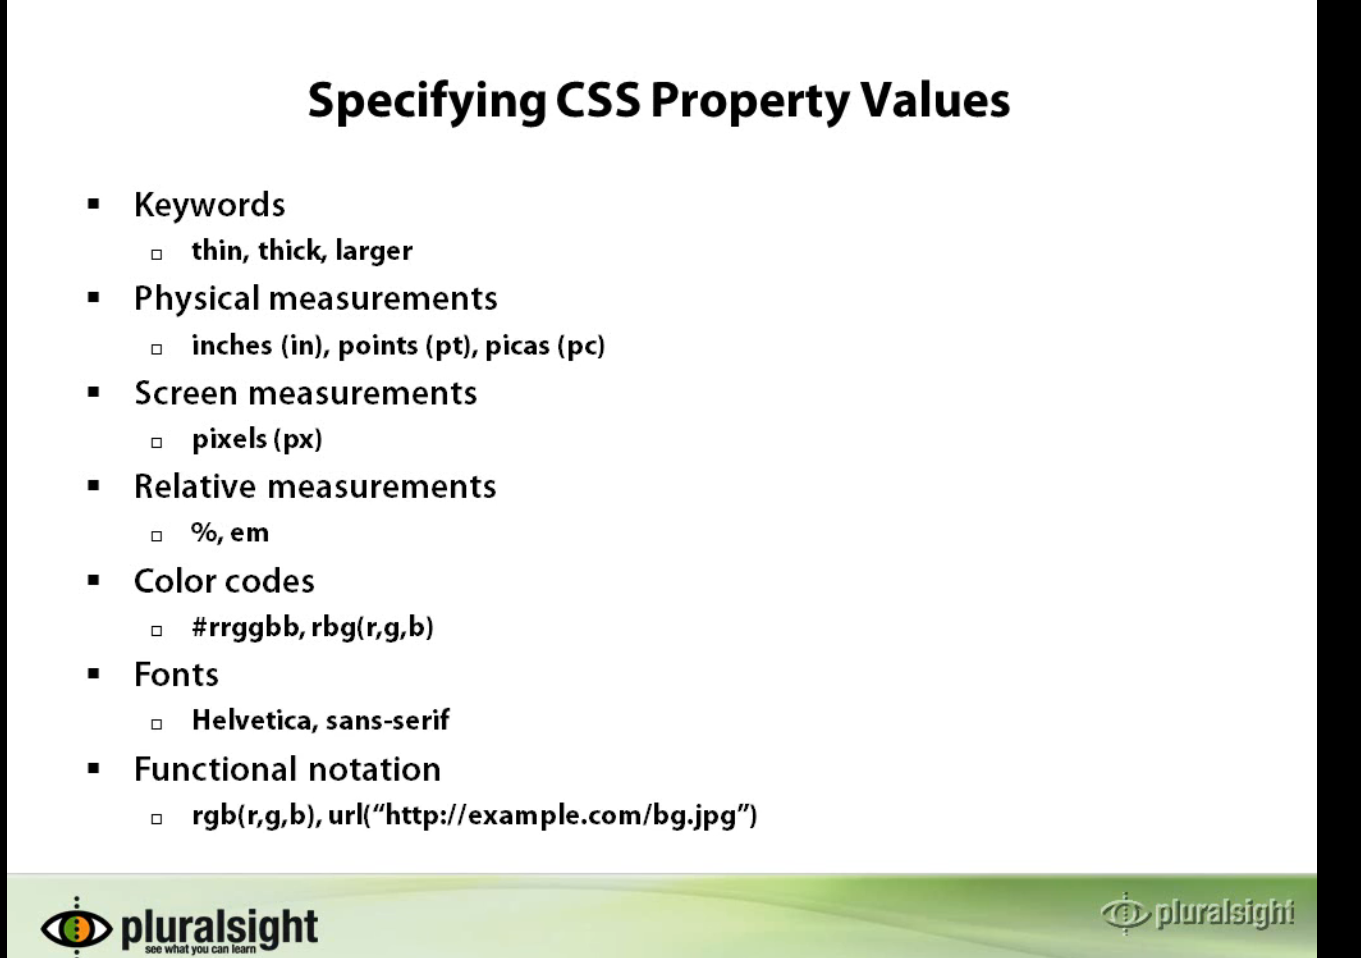 Specifying CSS Property Values
Keywords
thin, thick, larger
Physical measurements
inches (in), points (pt), picas (pc)
Screen measurements
pixels (px)
Relative measurements
%, em
Color codes
#rrggbb, rbg(r,g,b)
Fonts
Helvetica, sans-serif
Functional notation
rgb(r,g,b), url(“http://example.com/bg.jpg”)
pluralsight
see what you can learn
pluralsight